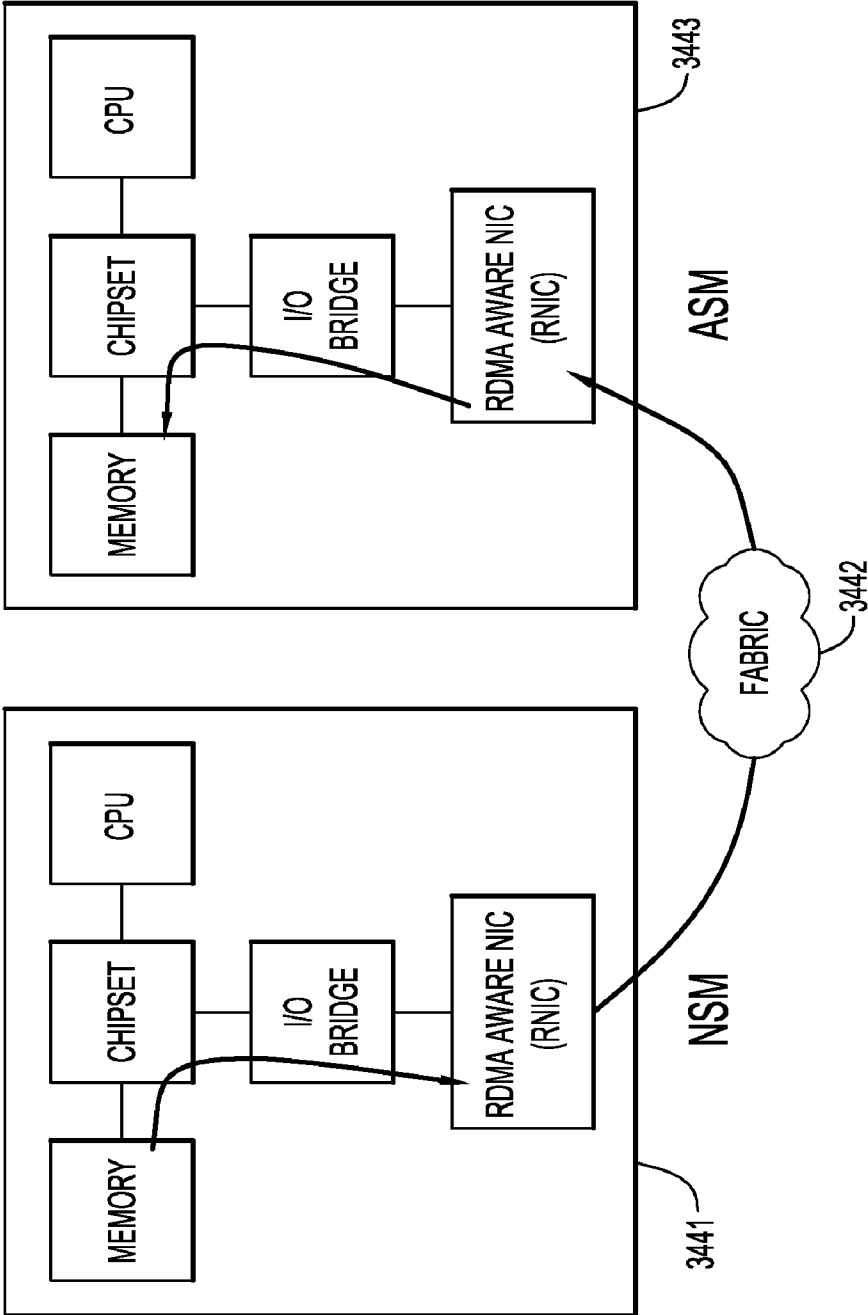 MEMORY
CHIPSET
CPU
I/O
BRIDGE
RDMA AWARE NIC
(RNIC)
3441
NSM
FABRIC
3442
MEMORY
CHIPSET
CPU
I/O
BRIDGE
RDMA AWARE NIC
(RNIC)
ASM
3443